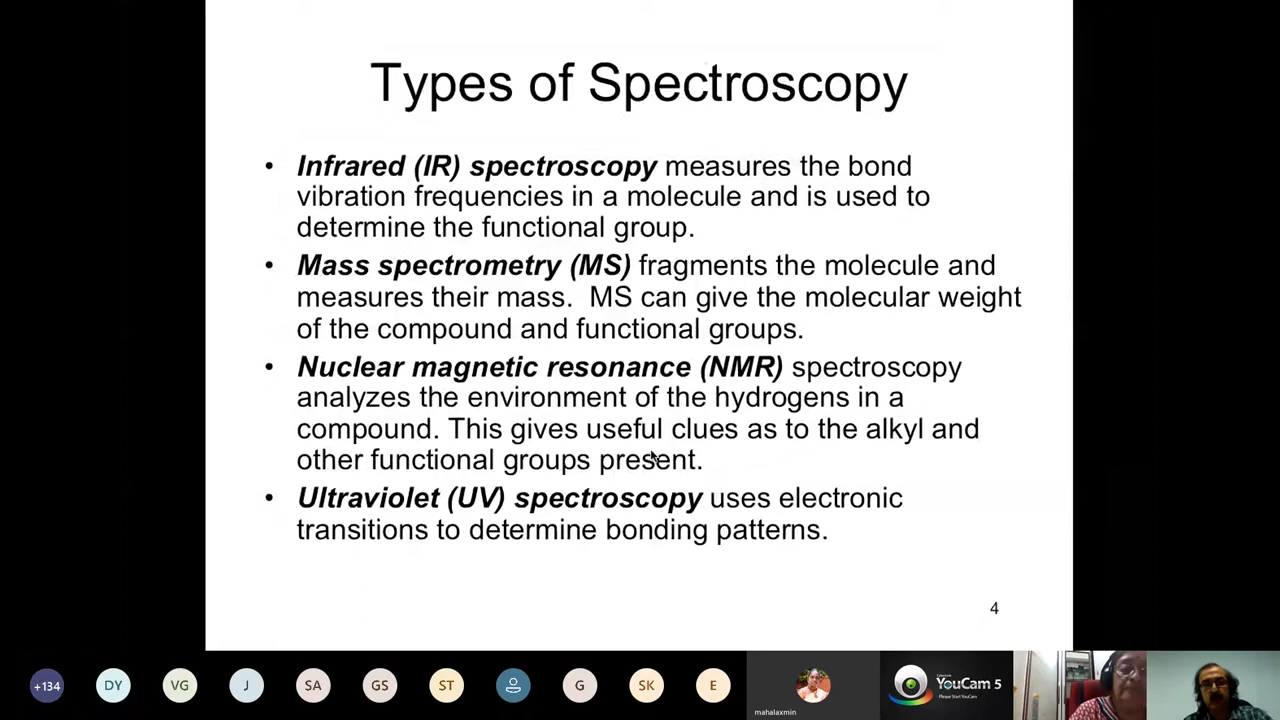 Types of Spectroscopy
• Infrared (IR) spectroscopy measures the bond
vibration frequencies in a molecule and is used to
determine the functional group.
• Mass spectrometry (MS) fragments the molecule and
measures their mass.  MS can give the molecular weight
of the compound and functional groups.
• Nuclear magnetic resonance (NMR) spectroscopy
analyzes the environment of the hydrogens in a
compound. This gives useful clues as to the alkyl and
other functional groups present.
• Ultraviolet (UV) spectroscopy uses electronic
transitions to determine bonding patterns.
4
+134 DY VG J SA GS ST G SK E
mahalaxmin
YouCam 5
Please Start YouCam